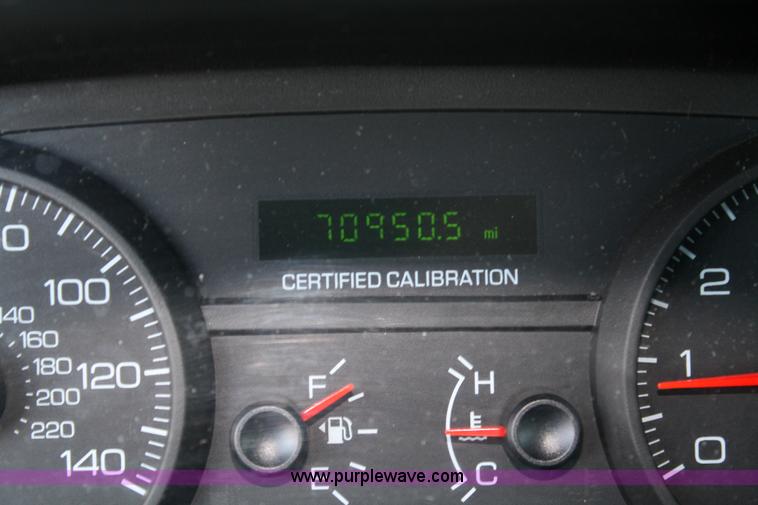 70950.5 mi
CERTIFIED CALIBRATION
80
100
120
140
140
160
180
200
220
F
E
H
C
2
1
0
www.purplewave.com